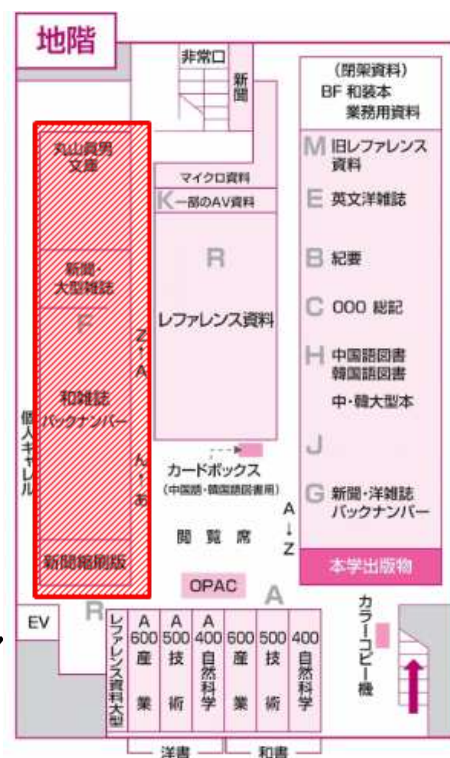 地階
非常口
新聞
(閉架資料)
BF 和装本
業務用資料
丸山眞男
文庫
マイクロ資料
K 一部のAV資料
M 旧レファレンス
資料
E 英文洋雑誌
R
レファレンス資料
B 紀要
新聞・
大型雑誌
C 000 総記
F
和雑誌
バックナンバー
Z→A
ん→あ
H 中国語図書
韓国語図書
中・韓大型本
個人キャレル
カードボックス
(中国語・韓国語図書用)
J
G 新聞・洋雑誌
バックナンバー
A
↓
Z
閲覧席
新聞縮刷版
本学出版物
OPAC
EV
R
A
レファレンス資料大型
A 600 産業
A 500 技術
A 400 自然科学
600 産業
500 技術
400 自然科学
カラーコピー機
洋書
和書